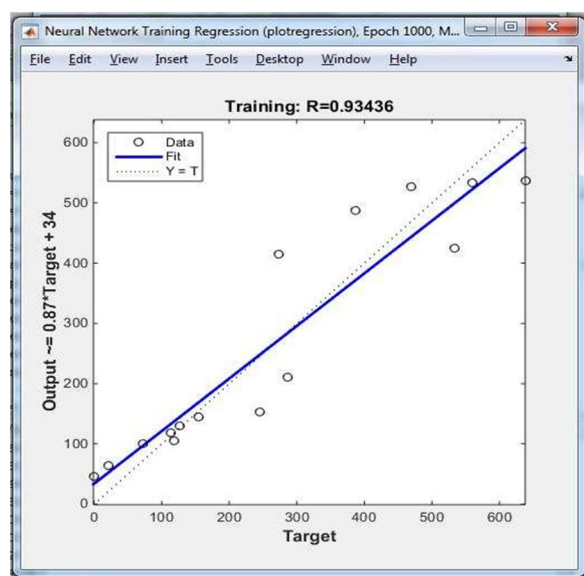 Neural Network Training Regression (plotregression), Epoch 1000, M...
File Edit View Insert Tools Desktop Window Help
Training: R=0.93436
Data
Fit
Y = T
Output ~= 0.87*Target + 34
600
500
400
300
200
100
0
0 100 200 300 400 500 600
Target